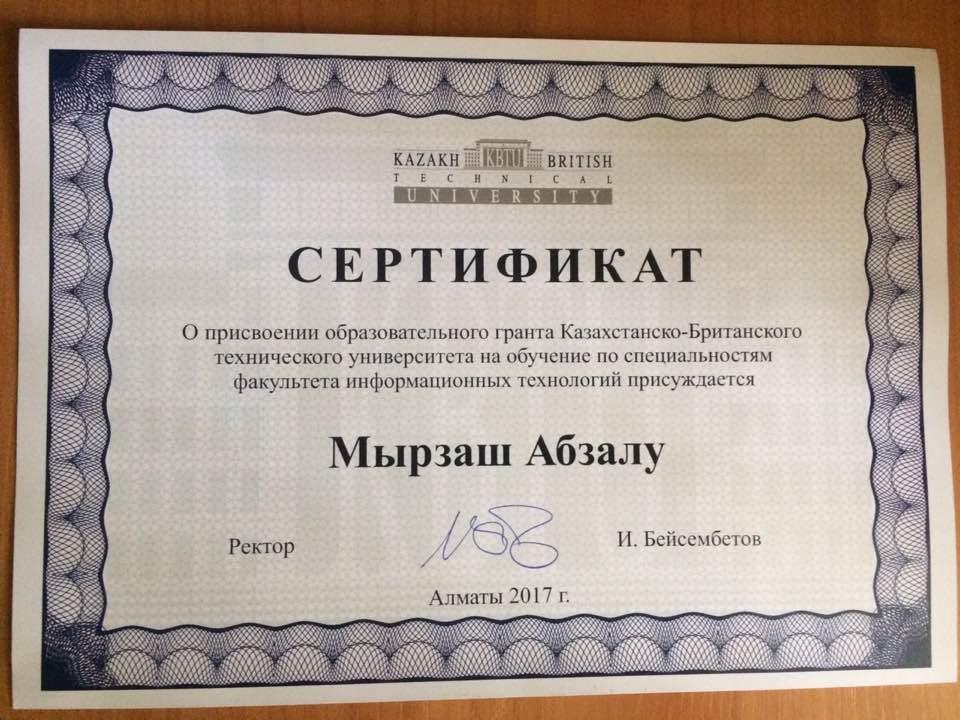 KAZAKH KBTU BRITISH
TECHNICAL
UNIVERSITY
СЕРТИФИКАТ
О присвоении образовательного гранта Казахстанско-Британского
технического университета на обучение по специальностям
факультета информационных технологий присуждается
Мырзаш Абзалу
Ректор И. Бейсембетов
Алматы 2017 г.